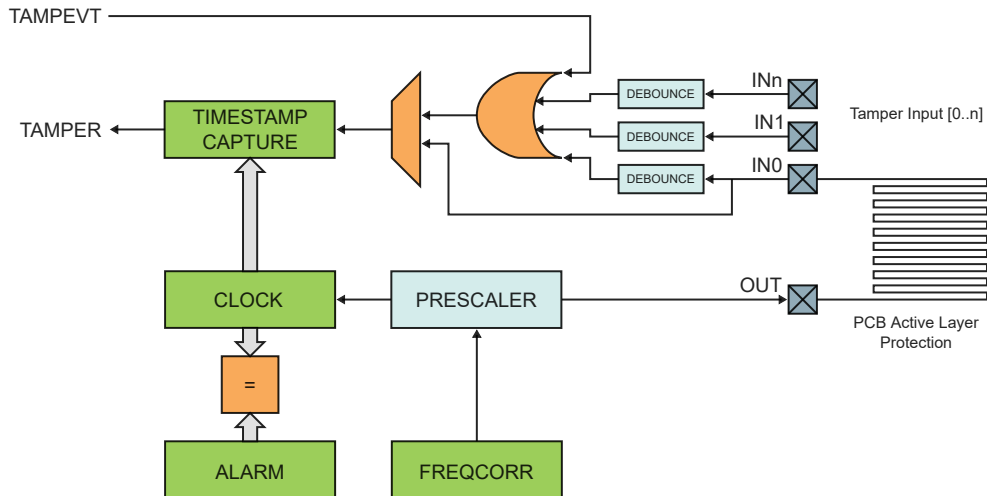 TAMPEVT
INn
DEBOUNCE
Tamper Input [0..n]
TIMESTAMP
CAPTURE
TAMPER
IN1
DEBOUNCE
IN0
DEBOUNCE
CLOCK
PRESCALER
OUT
PCB Active Layer
Protection
=
ALARM
FREQCORR